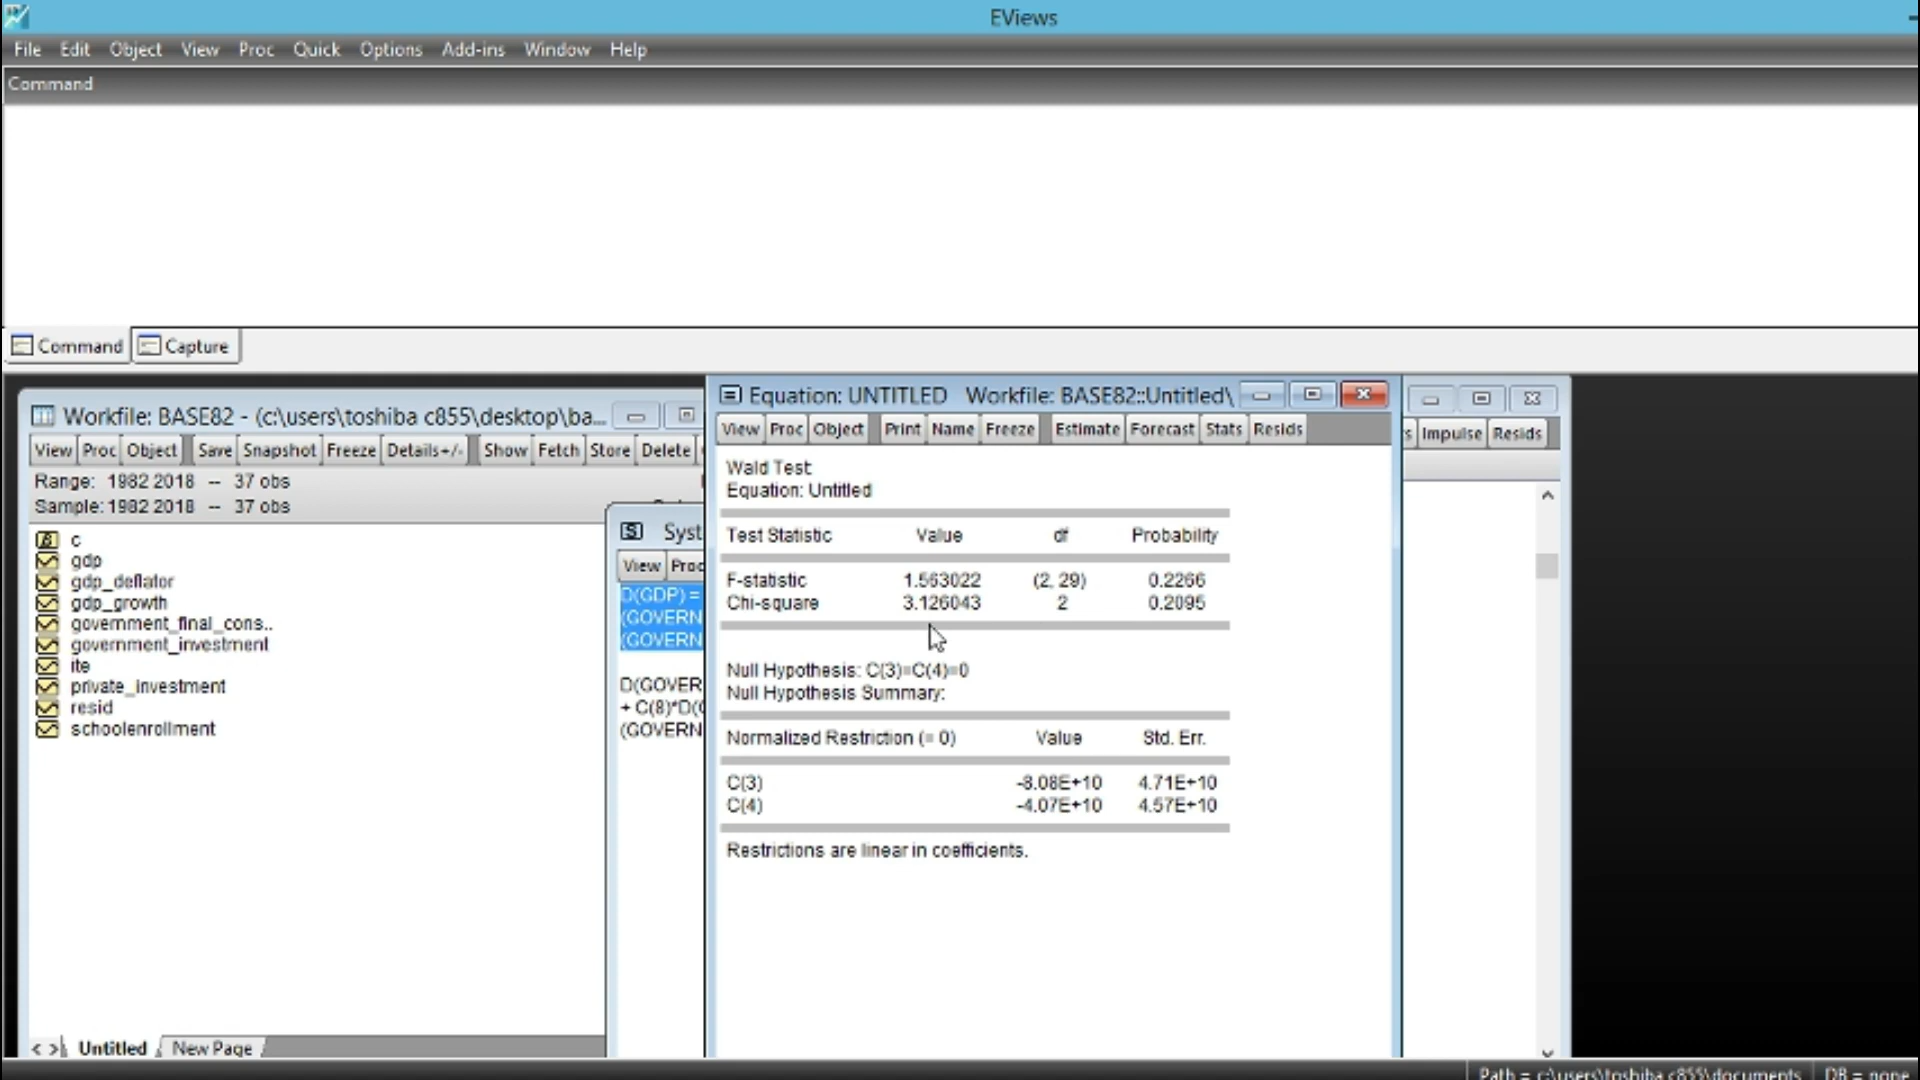 EViews
File Edit Object View Proc Quick Options Add-ins Window Help
Command
Command Capture
Workfile: BASE82 - (c:\users\toshiba c855\desktop\ba...
View Proc Object Save Snapshot Freeze Details+/- Show Fetch Store Delete
Range: 1982 2018 -- 37 obs
Sample: 1982 2018 -- 37 obs
c
gdp
gdp_deflator
gdp_growth
government_final_cons..
government_investment
ite
private_investment
resid
schoolenrollment
Untitled New Page
Syst
View Proc
D(GDP) =
(GOVERN
(GOVERN
D(GOVER
+ C(8)*D(
(GOVERN
Equation: UNTITLED Workfile: BASE82::Untitled\
View Proc Object Print Name Freeze Estimate Forecast Stats Resids
Wald Test:
Equation: Untitled
Test Statistic Value df Probability
F-statistic 1.563022 (2, 29) 0.2266
Chi-square 3.126043 2 0.2095
Null Hypothesis: C(3)=C(4)=0
Null Hypothesis Summary:
Normalized Restriction (= 0) Value Std. Err.
C(3) -8.08E+10 4.71E+10
C(4) -4.07E+10 4.57E+10
Restrictions are linear in coefficients.
Impulse Resids
Path = c:\users\toshiba c855\documents DB = none